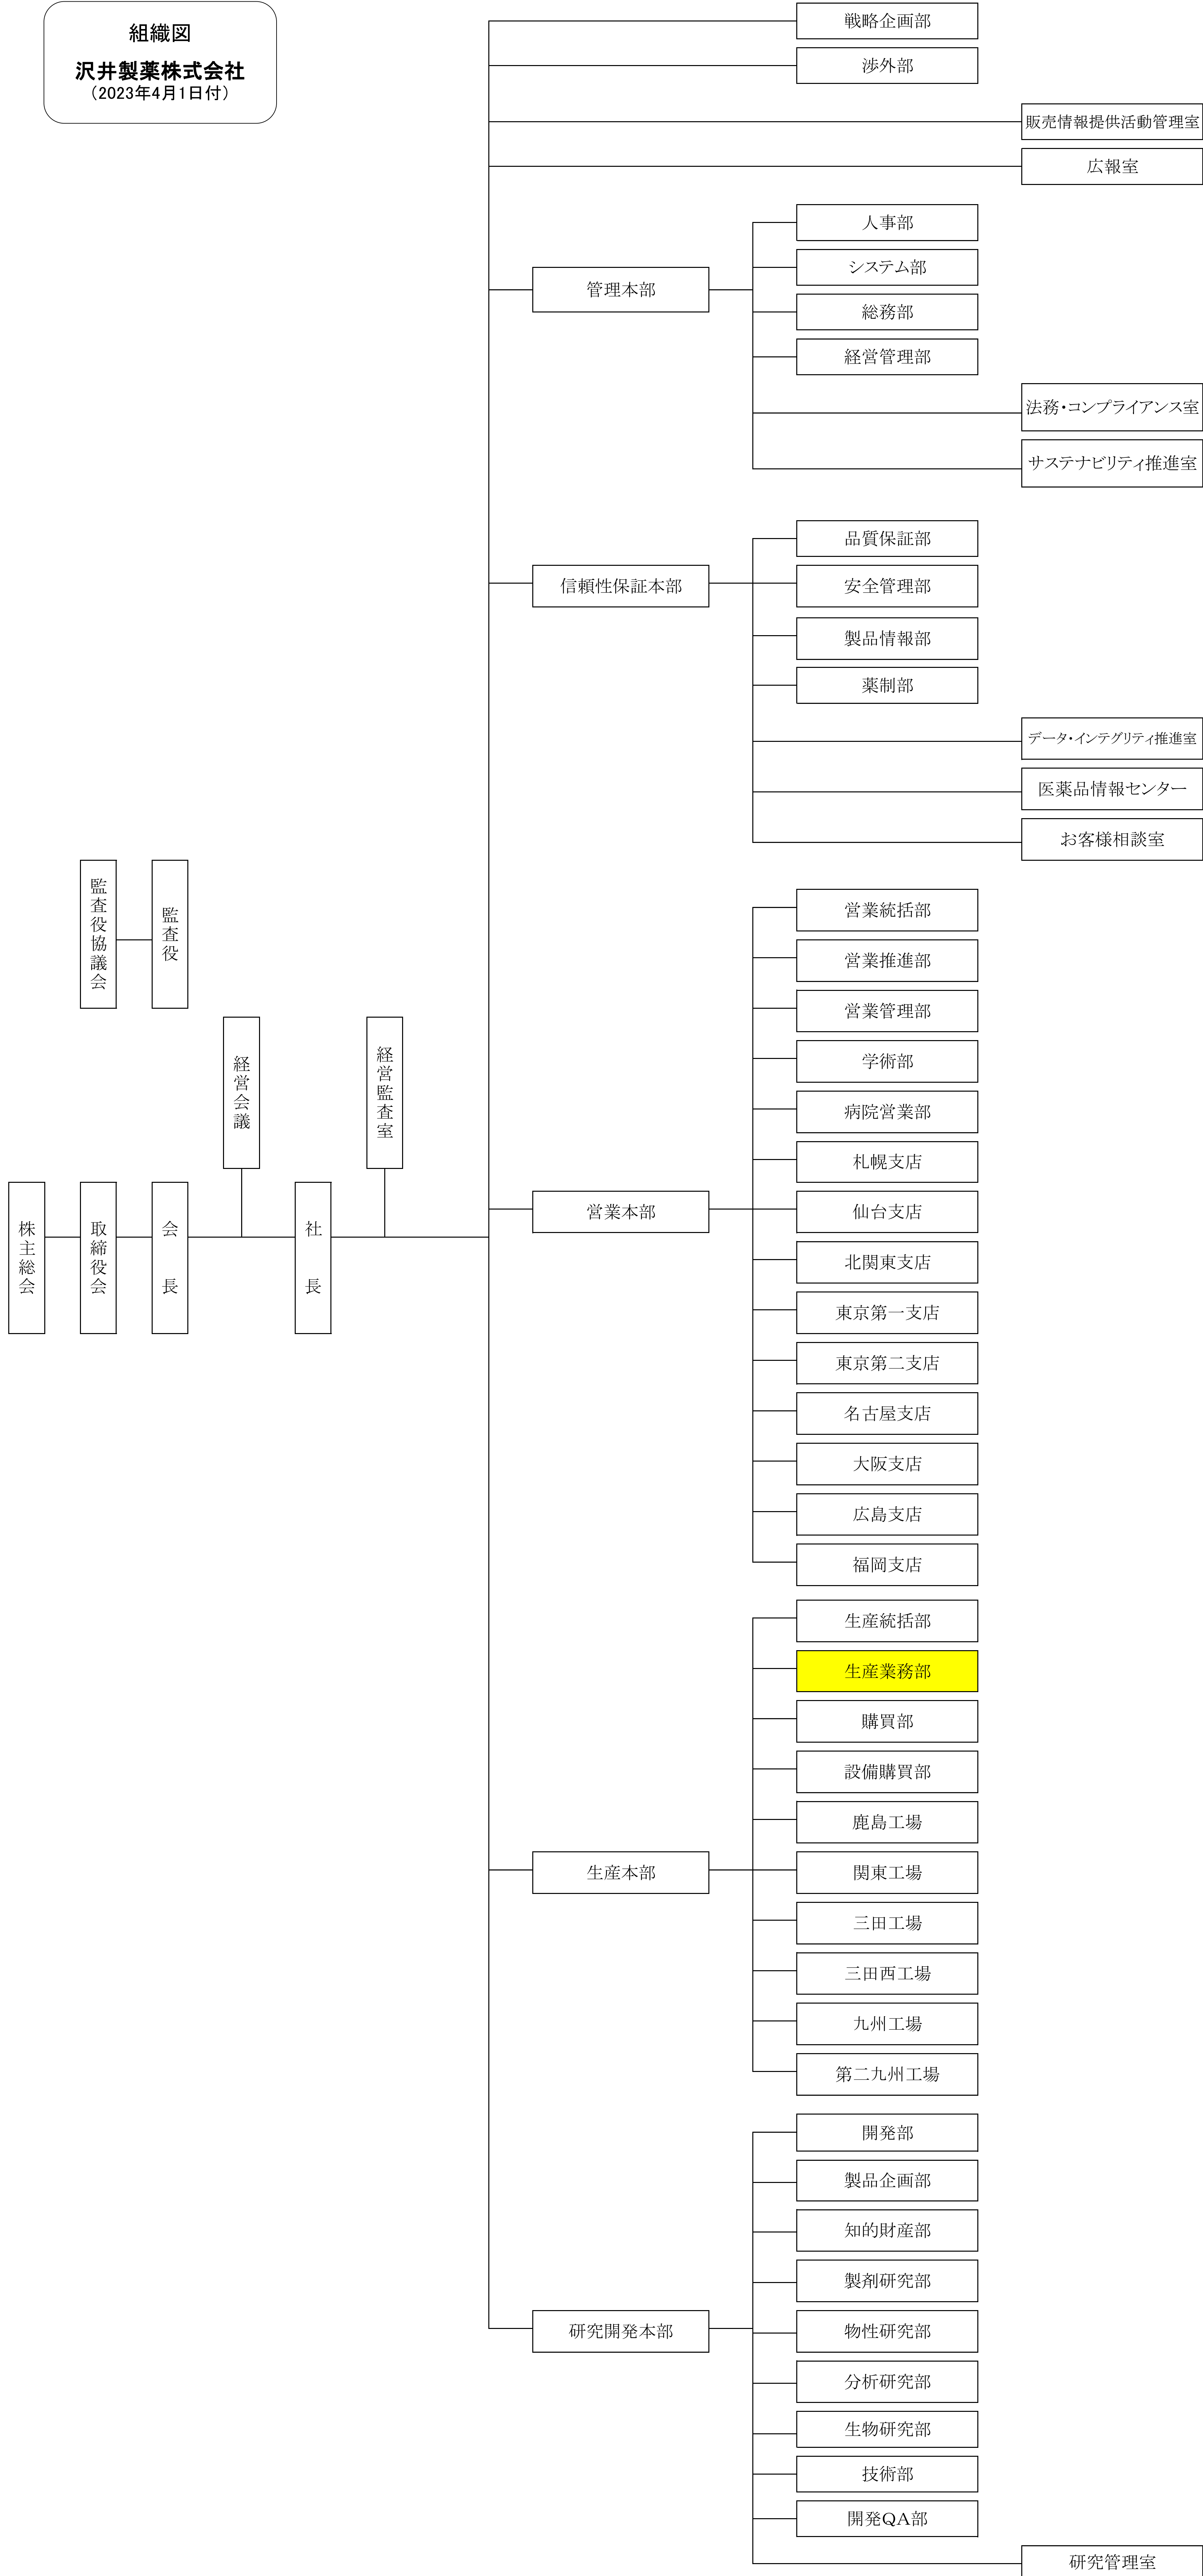 組織図
沢井製薬株式会社
（2023年4月1日付）
戦略企画部
渉外部
販売情報提供活動管理室
広報室
人事部
システム部
管理本部
総務部
経営管理部
法務・コンプライアンス室
サステナビリティ推進室
品質保証部
信頼性保証本部
安全管理部
製品情報部
薬制部
データ・インテグリティ推進室
医薬品情報センター
お客様相談室
監査役協議会
監査役
経営会議
経営監査室
株主総会
取締役会
会長
社長
営業統括部
営業推進部
営業管理部
学術部
病院営業部
札幌支店
営業本部
仙台支店
北関東支店
東京第一支店
東京第二支店
名古屋支店
大阪支店
広島支店
福岡支店
生産統括部
生産業務部
購買部
設備購買部
鹿島工場
生産本部
関東工場
三田工場
三田西工場
九州工場
第二九州工場
開発部
製品企画部
知的財産部
製剤研究部
研究開発本部
物性研究部
分析研究部
生物研究部
技術部
開発QA部
研究管理室